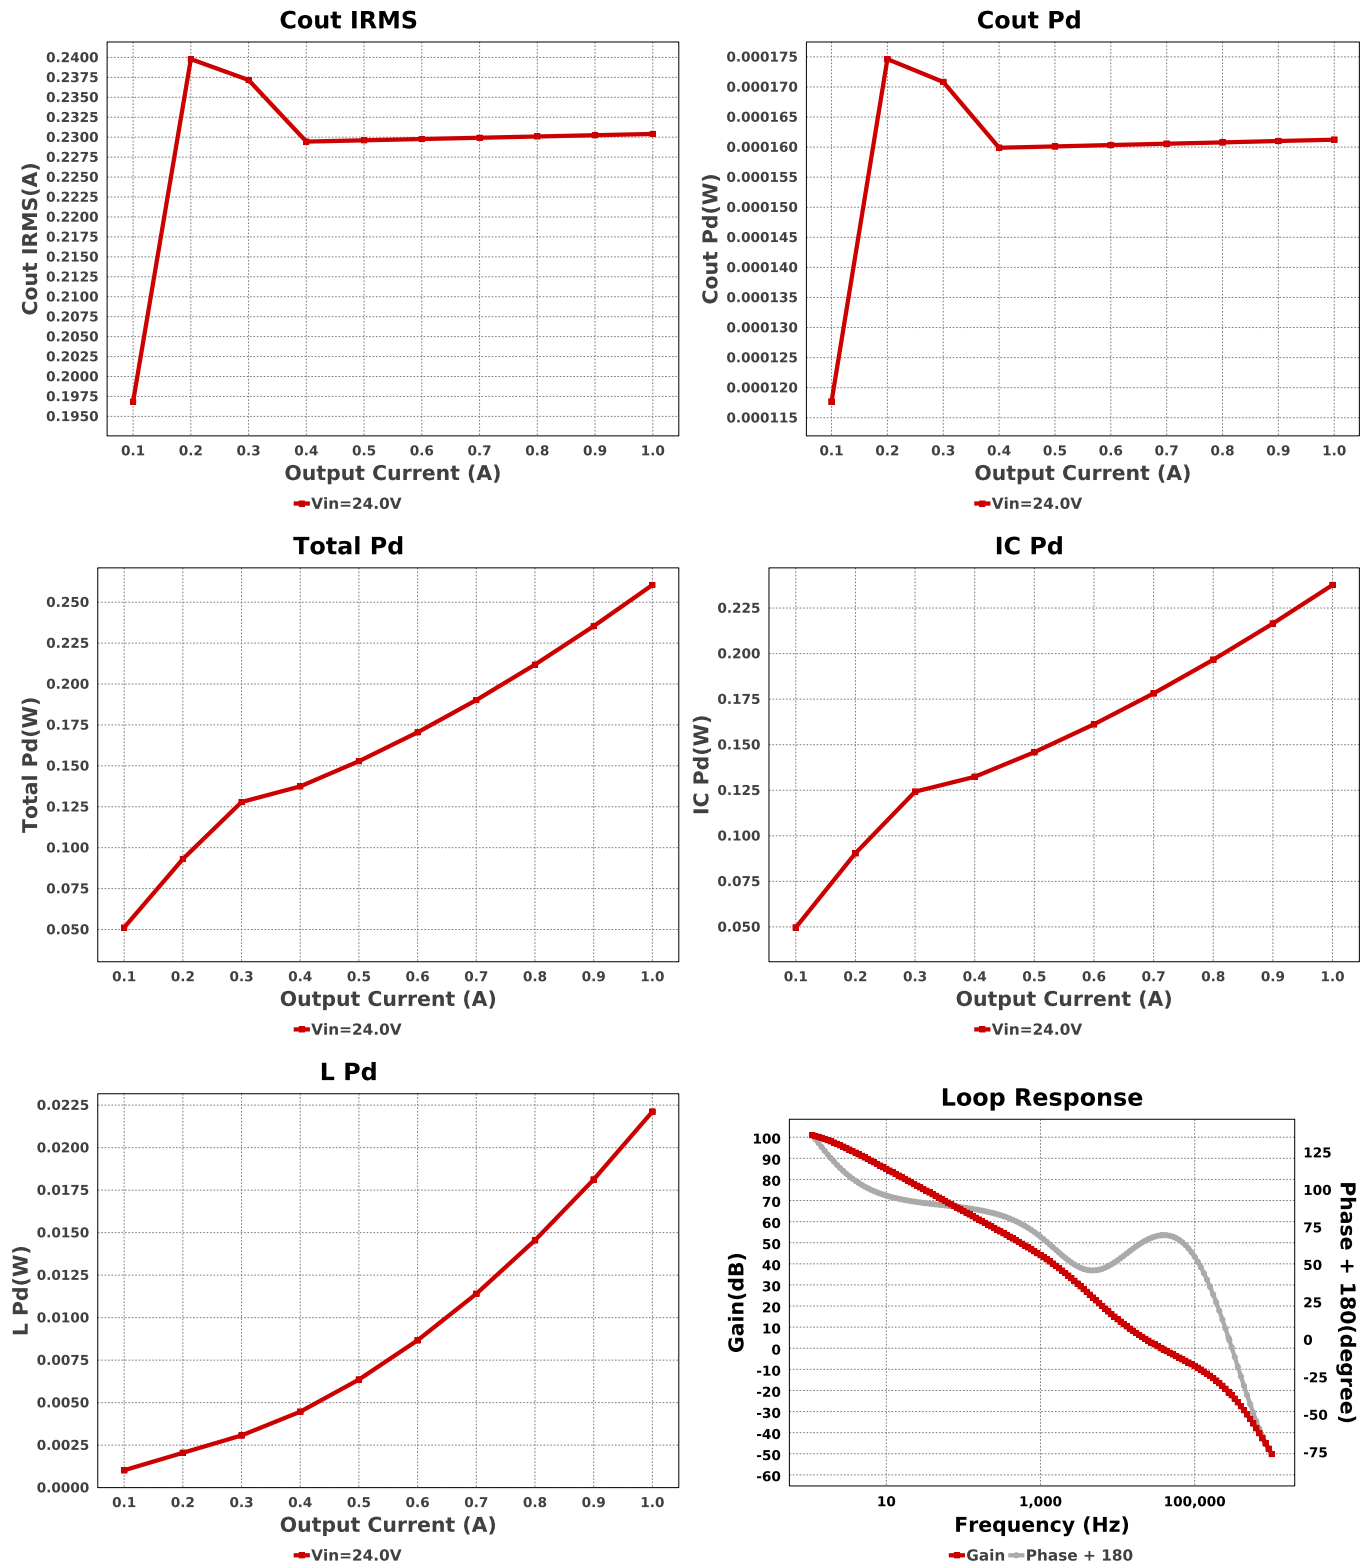 Cout IRMS
Cout IRMS(A)
0.2400
0.2375
0.2350
0.2325
0.2300
0.2275
0.2250
0.2225
0.2200
0.2175
0.2150
0.2125
0.2100
0.2075
0.2050
0.2025
0.2000
0.1975
0.1950
0.1 0.2 0.3 0.4 0.5 0.6 0.7 0.8 0.9 1.0
Output Current (A)
Vin=24.0V
Cout Pd
Cout Pd(W)
0.000175
0.000170
0.000165
0.000160
0.000155
0.000150
0.000145
0.000140
0.000135
0.000130
0.000125
0.000120
0.000115
0.1 0.2 0.3 0.4 0.5 0.6 0.7 0.8 0.9 1.0
Output Current (A)
Vin=24.0V
Total Pd
Total Pd(W)
0.250
0.225
0.200
0.175
0.150
0.125
0.100
0.075
0.050
0.1 0.2 0.3 0.4 0.5 0.6 0.7 0.8 0.9 1.0
Output Current (A)
Vin=24.0V
IC Pd
IC Pd(W)
0.225
0.200
0.175
0.150
0.125
0.100
0.075
0.050
0.1 0.2 0.3 0.4 0.5 0.6 0.7 0.8 0.9 1.0
Output Current (A)
Vin=24.0V
L Pd
L Pd(W)
0.0225
0.0200
0.0175
0.0150
0.0125
0.0100
0.0075
0.0050
0.0025
0.0000
0.1 0.2 0.3 0.4 0.5 0.6 0.7 0.8 0.9 1.0
Output Current (A)
Vin=24.0V
Loop Response
Gain(dB)
100
90
80
70
60
50
40
30
20
10
0
-10
-20
-30
-40
-50
-60
125
100
75
50
25
0
-25
-50
-75
Phase + 180(degree)
10 1,000 100,000
Frequency (Hz)
Gain Phase + 180